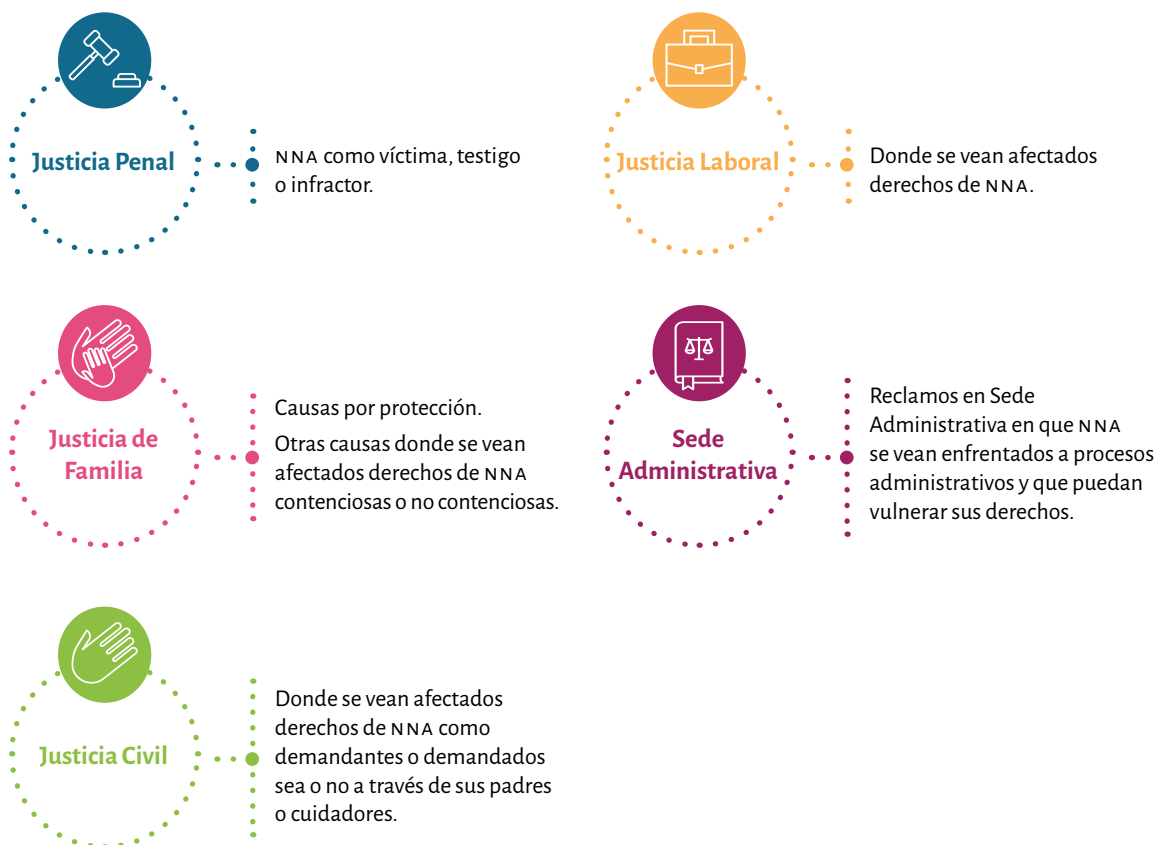 Justicia Penal
NNA como víctima, testigo
o infractor.
Justicia Laboral
Donde se vean afectados
derechos de NNA.
Justicia de
Familia
Causas por protección.
Otras causas donde se vean
afectados derechos de NNA
contenciosas o no contenciosas.
Sede
Administrativa
Reclamos en Sede
Administrativa en que NNA
se vean enfrentados a procesos
administrativos y que puedan
vulnerar sus derechos.
Justicia Civil
Donde se vean afectados
derechos de NNA como
demandantes o demandados
sea o no a través de sus padres
o cuidadores.